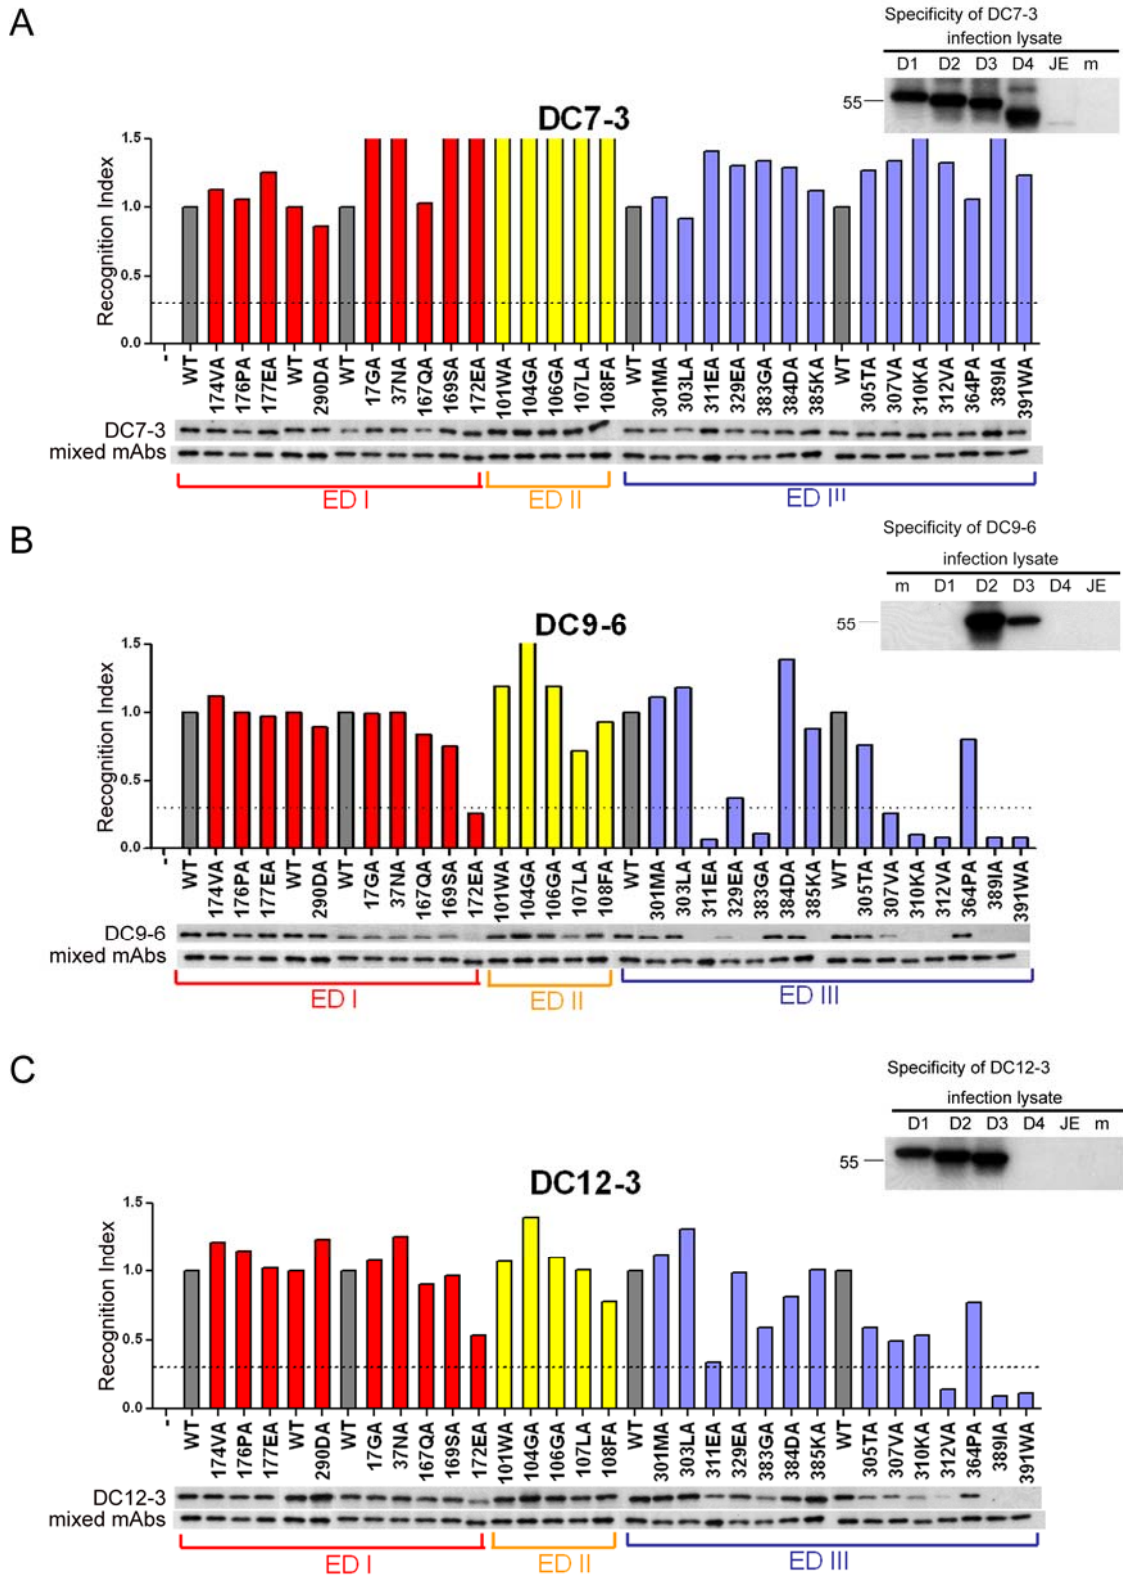 A
Specificity of DC7-3
infection lysate
D1 D2 D3 D4 JE m
55
DC7-3
Recognition Index
1.5
1.0
0.5
0.0
- WT 174VA 176PA 177EA WT 290DA WT 17GA 37NA 167QA 169SA 172EA 101WA 104GA 106GA 107LA 108FA WT 301MA 303LA 311EA 329EA 383GA 384DA 385KA WT 305TA 307VA 310KA 312VA 364PA 389IA 391WA
DC7-3
mixed mAbs
ED I ED II ED III
B
Specificity of DC9-6
infection lysate
m D1 D2 D3 D4 JE
55
DC9-6
Recognition Index
1.5
1.0
0.5
0.0
- WT 174VA 176PA 177EA WT 290DA WT 17GA 37NA 167QA 169SA 172EA 101WA 104GA 106GA 107LA 108FA WT 301MA 303LA 311EA 329EA 383GA 384DA 385KA WT 305TA 307VA 310KA 312VA 364PA 389IA 391WA
DC9-6
mixed mAbs
ED I ED II ED III
C
Specificity of DC12-3
infection lysate
D1 D2 D3 D4 JE m
55
DC12-3
Recognition Index
1.5
1.0
0.5
0.0
- WT 174VA 176PA 177EA WT 290DA WT 17GA 37NA 167QA 169SA 172EA 101WA 104GA 106GA 107LA 108FA WT 301MA 303LA 311EA 329EA 383GA 384DA 385KA WT 305TA 307VA 310KA 312VA 364PA 389IA 391WA
DC12-3
mixed mAbs
ED I ED II ED III